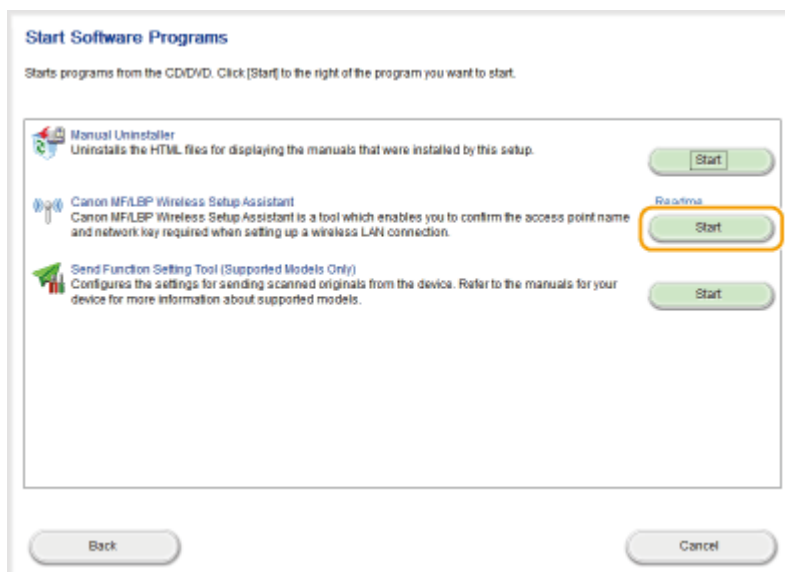 Start Software Programs
Starts programs from the CD/DVD. Click [Start] to the right of the program you want to start.
Manual Uninstaller
Uninstalls the HTML files for displaying the manuals that were installed by this setup.
Start
Canon MF/LBP Wireless Setup Assistant
Readme
Canon MF/LBP Wireless Setup Assistant is a tool which enables you to confirm the access point name
and network key required when setting up a wireless LAN connection.
Start
Send Function Setting Tool (Supported Models Only)
Configures the settings for sending scanned originals from the device. Refer to the manuals for your
device for more information about supported models.
Start
Back
Cancel